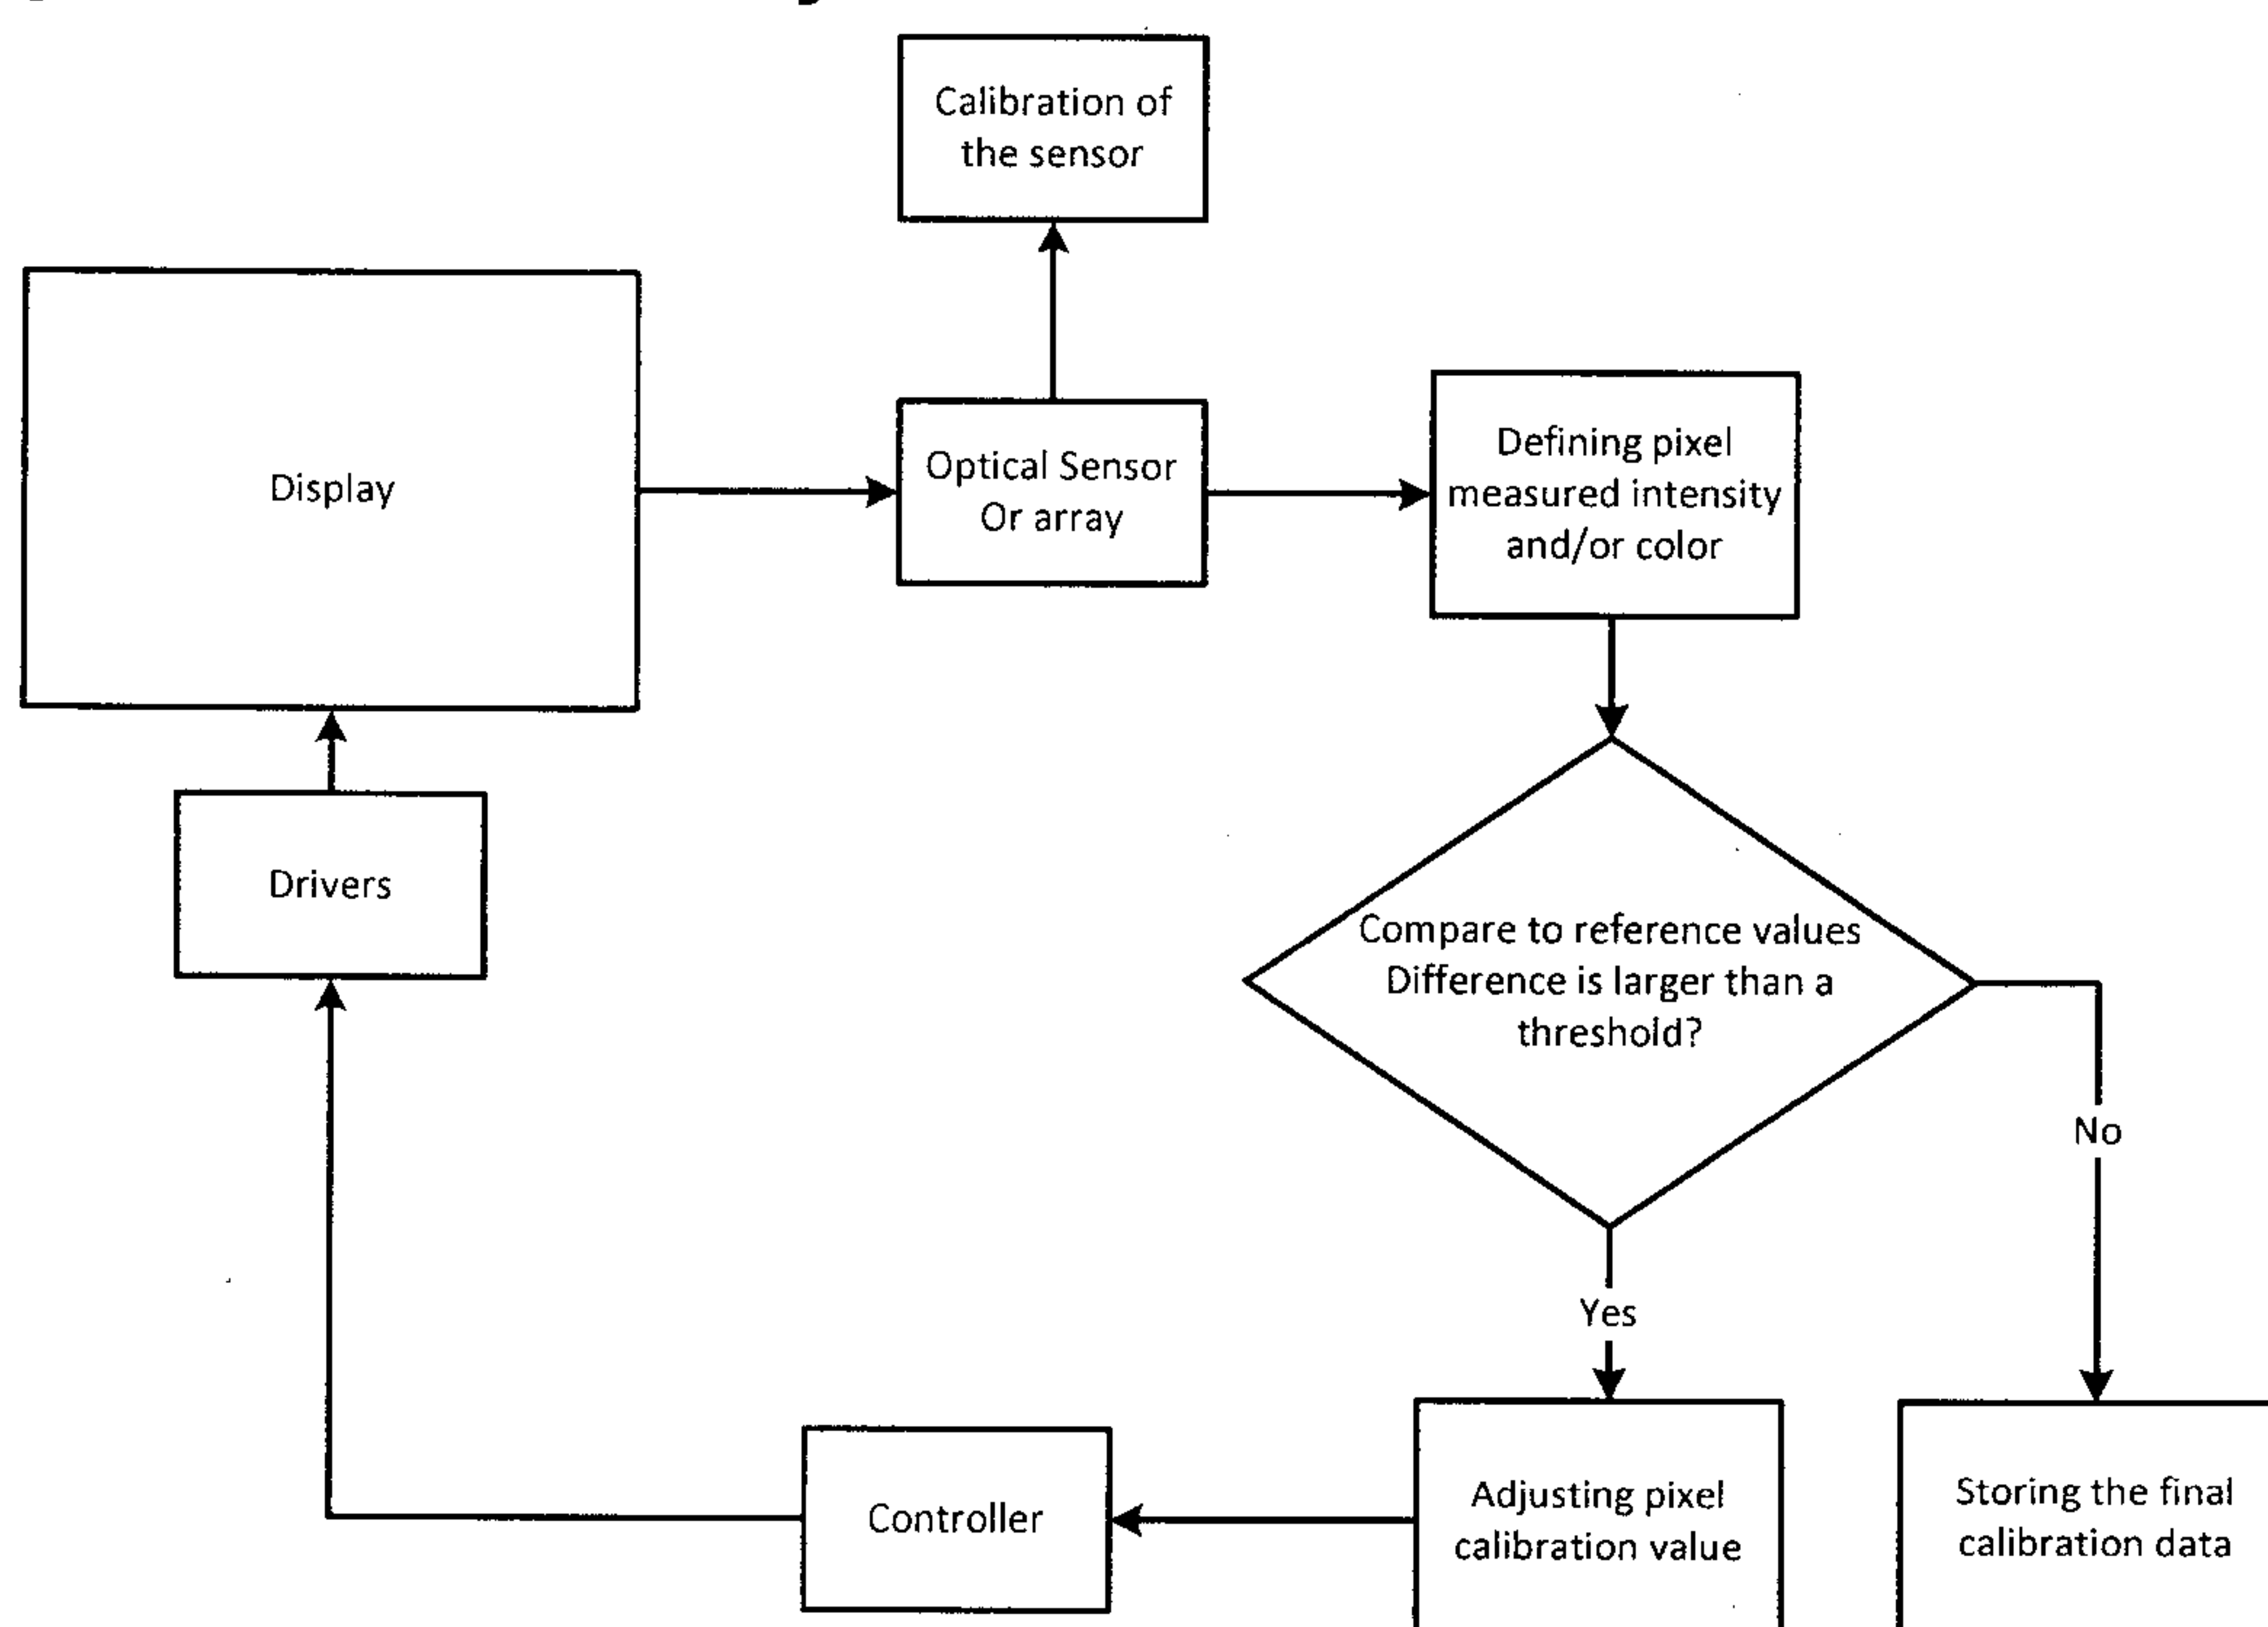 Calibration of
the sensor
Display
Optical Sensor
Or array
Defining pixel
measured intensity
and/or color
Drivers
Compare to reference values
Difference is larger than a
threshold?
No
Yes
Controller
Adjusting pixel
calibration value
Storing the final
calibration data